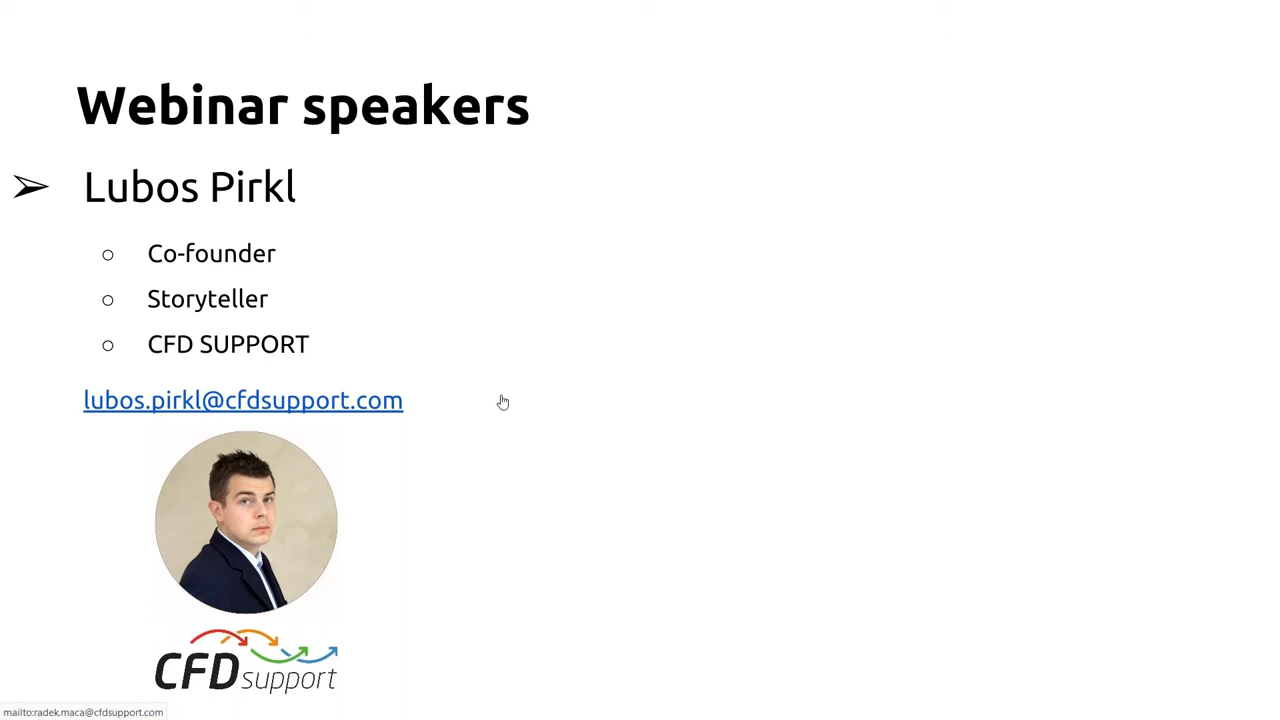 Webinar speakers
➢ Lubos Pirkl
○ Co-founder
○ Storyteller
○ CFD SUPPORT
lubos.pirkl@cfdsupport.com
CFD support
mailto:radek.maca@cfdsupport.com